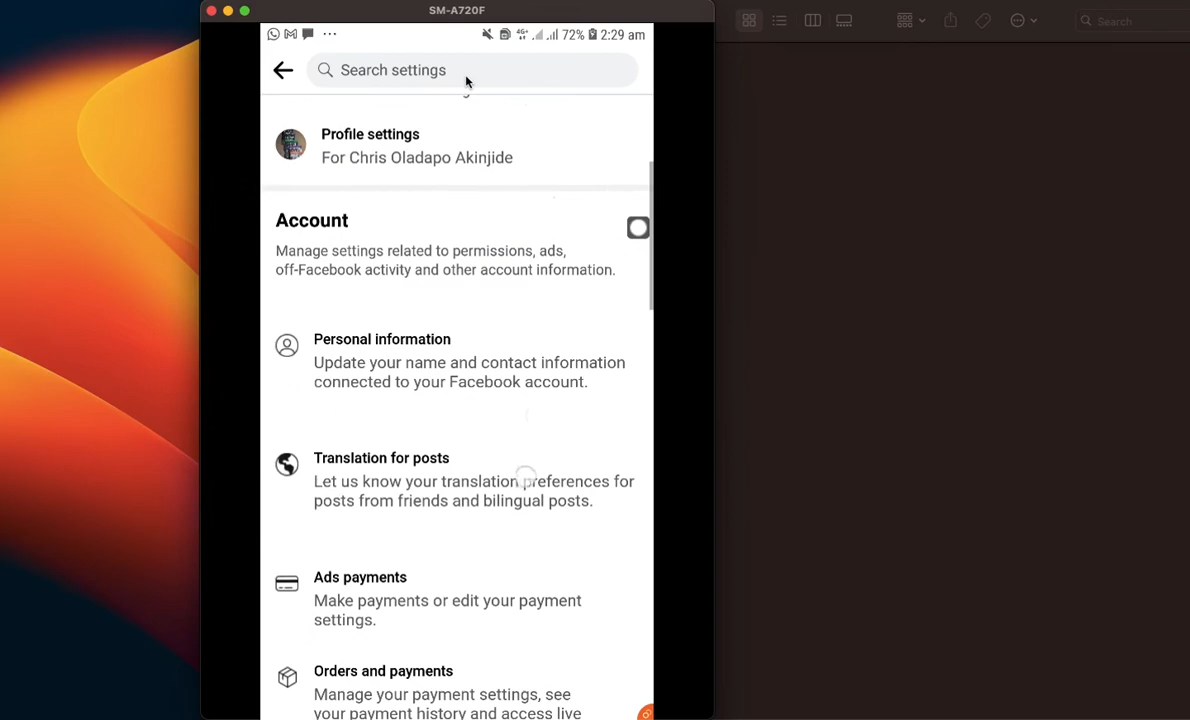 SM-A720F
72% 2:29 am
Search settings
Search
Profile settings
For Chris Oladapo Akinjide
Account
Manage settings related to permissions, ads,
off-Facebook activity and other account information.
Personal information
Update your name and contact information
connected to your Facebook account.
Translation for posts
Let us know your translation preferences for
posts from friends and bilingual posts.
Ads payments
Make payments or edit your payment
settings.
Orders and payments
Manage your payment settings, see
your payment history and access live